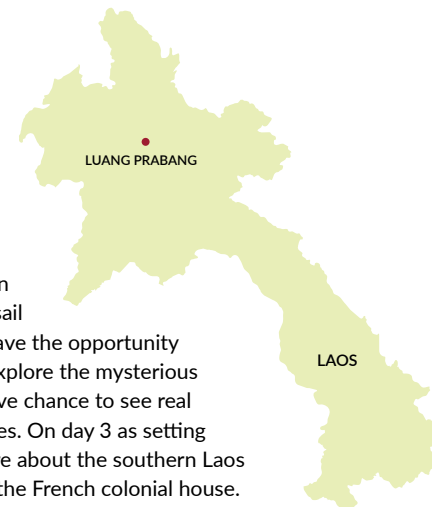 LUANG PRABANG
n
sail
ave the opportunity
xplore the mysterious
ve chance to see real
es. On day 3 as setting
LAOS
e about the southern Laos
the French colonial house.